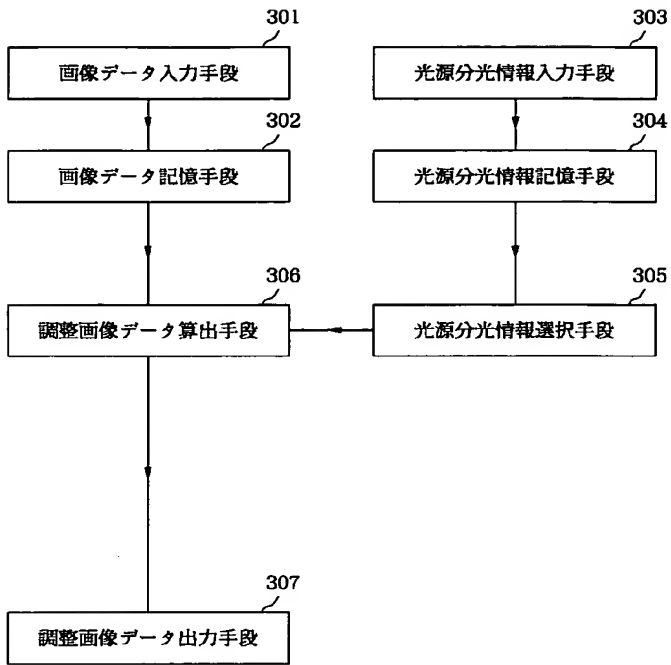 301
画像データ入力手段
303
光源分光情報入力手段
302
画像データ記憶手段
304
光源分光情報記憶手段
306
調整画像データ算出手段
305
光源分光情報選択手段
307
調整画像データ出力手段